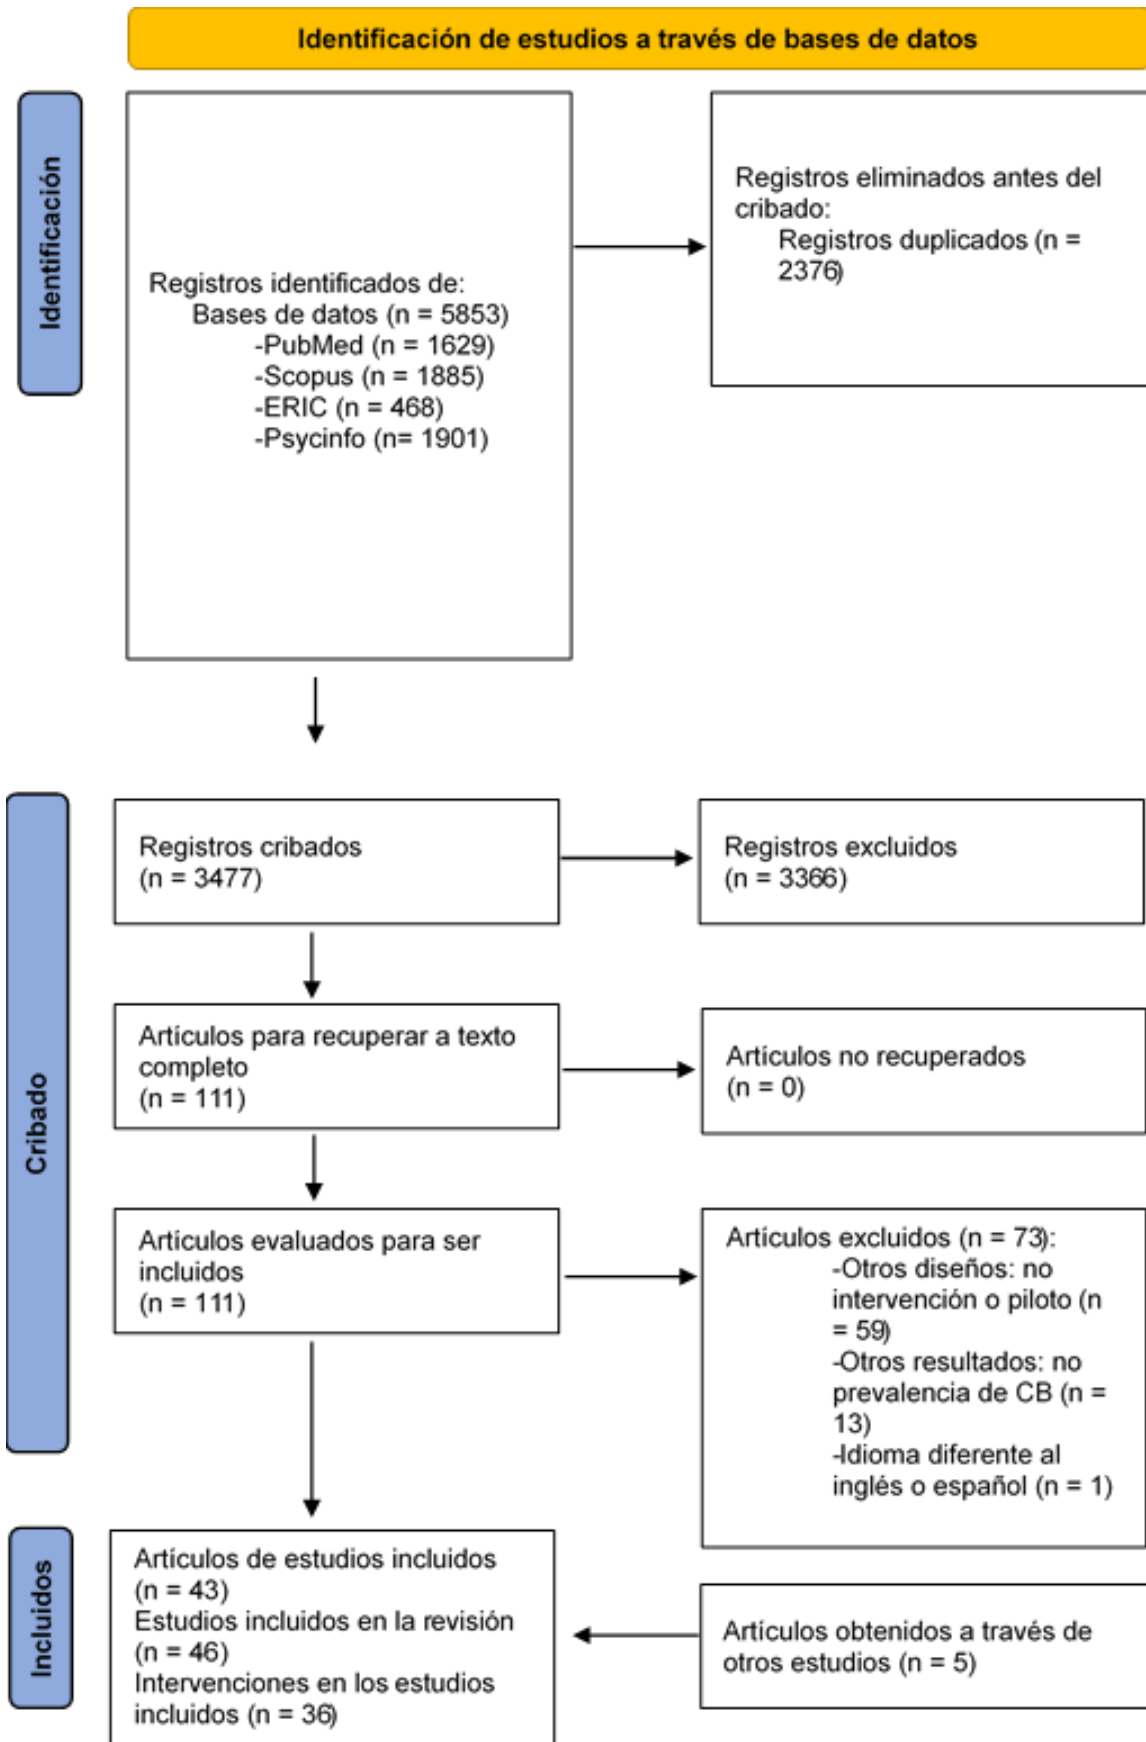 Identificación de estudios a través de bases de datos
Identificación
Registros identificados de:
Bases de datos (n = 5853)
-PubMed (n = 1629)
-Scopus (n = 1885)
-ERIC (n = 468)
-Psycinfo (n= 1901)
Registros eliminados antes del
cribado:
Registros duplicados (n =
2376)
Cribado
Registros cribados
(n = 3477)
Registros excluidos
(n = 3366)
Artículos para recuperar a texto
completo
(n = 111)
Artículos no recuperados
(n = 0)
Artículos evaluados para ser
incluidos
(n = 111)
Artículos excluidos (n = 73):
-Otros diseños: no
intervención o piloto (n
= 59)
-Otros resultados: no
prevalencia de CB (n =
13)
-Idioma diferente al
inglés o español (n = 1)
Incluidos
Artículos de estudios incluidos
(n = 43)
Estudios incluidos en la revisión
(n = 46)
Intervenciones en los estudios
incluidos (n = 36)
Artículos obtenidos a través de
otros estudios (n = 5)